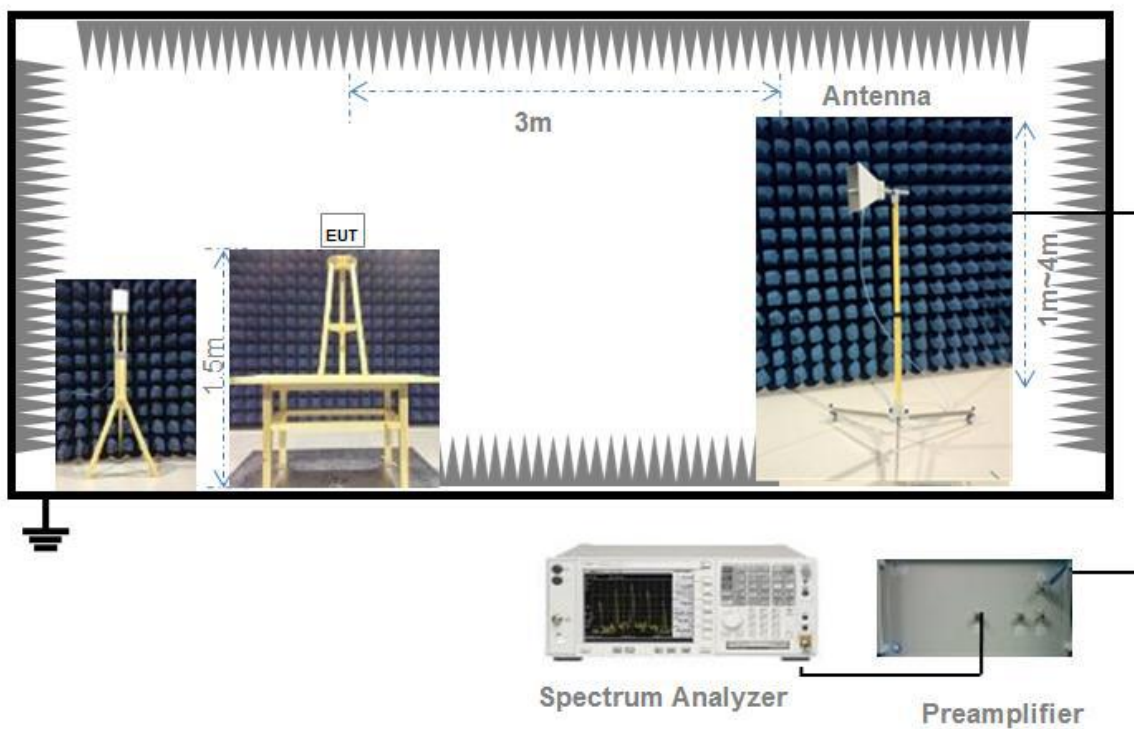 Antenna
3m
EUT
1.5m
1m~4m
Spectrum Analyzer
Preamplifier